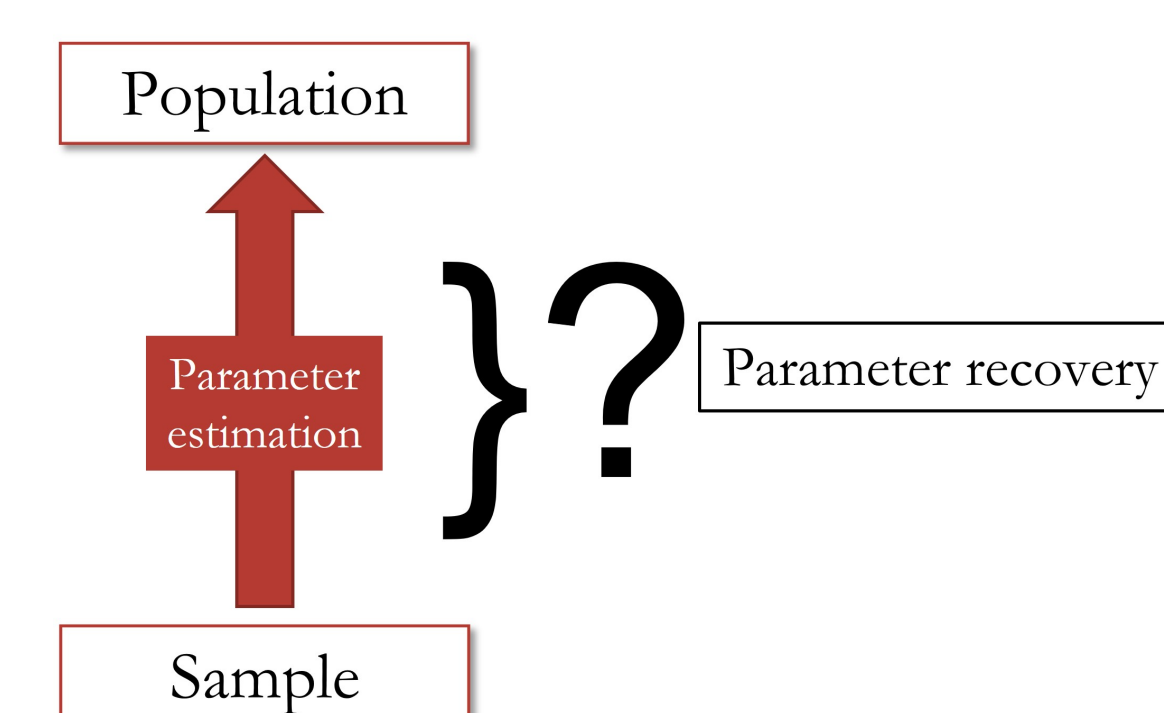 Population
Parameter
estimation
}?
Parameter recovery
Sample